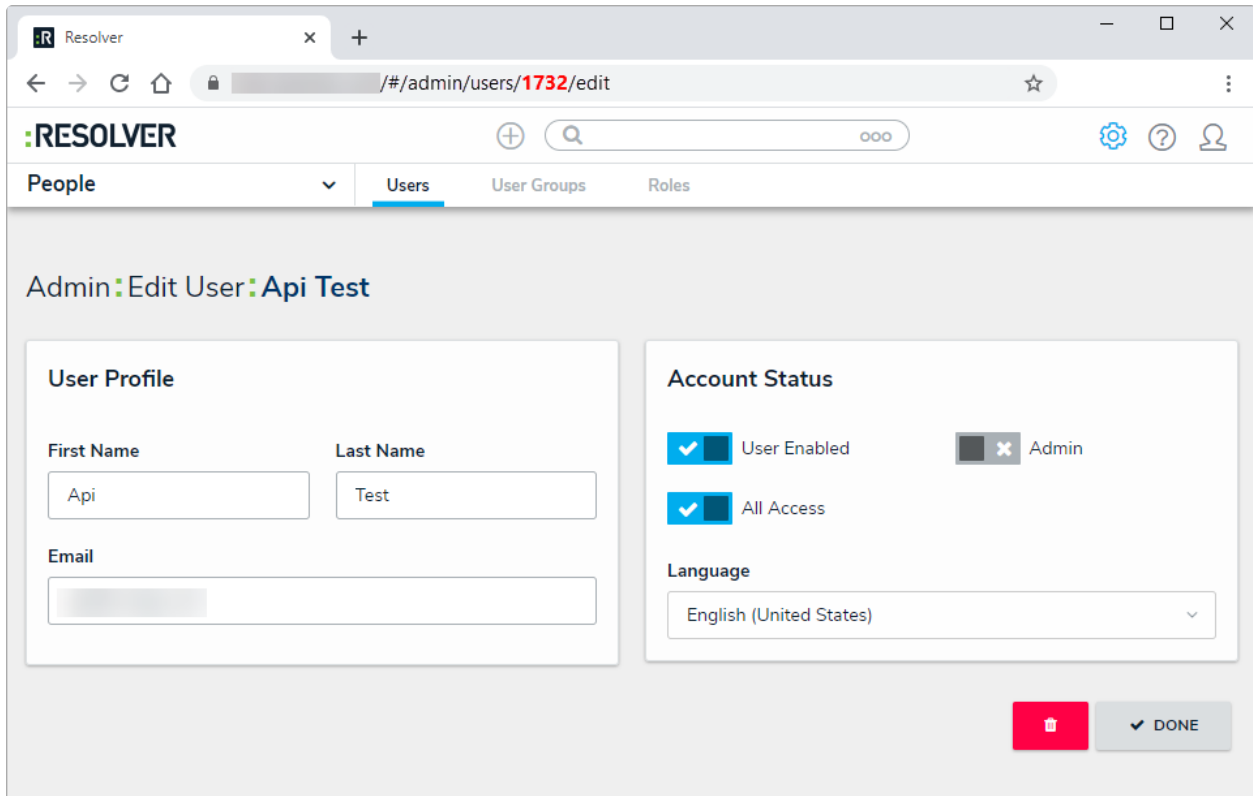 :R Resolver
/#/admin/users/1732/edit
:RESOLVER
People Users User Groups Roles
Admin:Edit User:Api Test
User Profile
First Name Last Name
Api Test
Email
Account Status
User Enabled Admin
All Access
Language
English (United States)
DONE